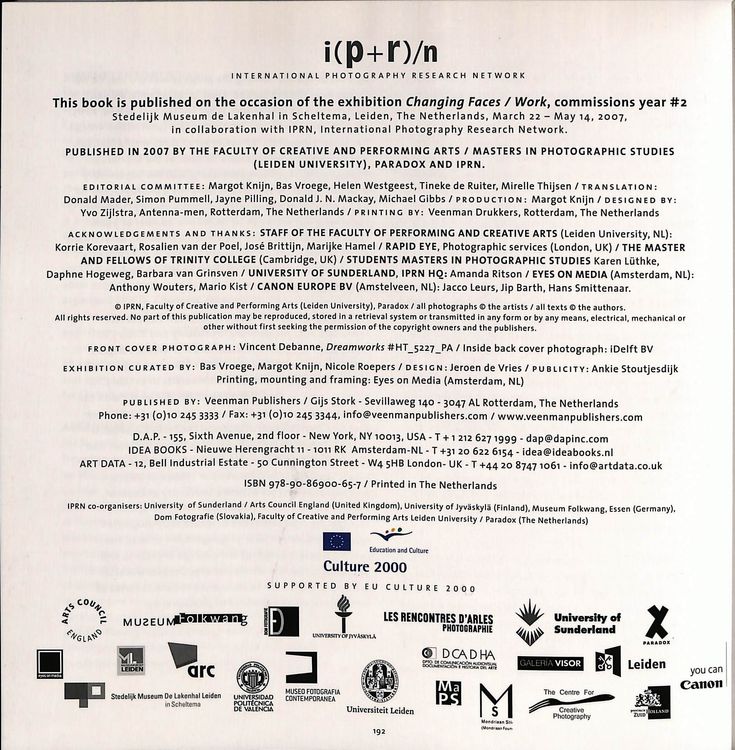 i(p+r)/n
INTERNATIONAL PHOTOGRAPHY RESEARCH NETWORK
This book is published on the occasion of the exhibition Changing Faces / Work, commissions year #2
Stedelijk Museum de Lakenhal in Scheltema, Leiden, The Netherlands, March 22 – May 14, 2007,
in collaboration with IPRN, International Photography Research Network.
PUBLISHED IN 2007 BY THE FACULTY OF CREATIVE AND PERFORMING ARTS / MASTERS IN PHOTOGRAPHIC STUDIES
(LEIDEN UNIVERSITY), PARADOX AND IPRN.
EDITORIAL COMMITTEE: Margot Knijn, Bas Vroege, Helen Westgeest, Tineke de Ruiter, Mirelle Thijsen / TRANSLATION:
Donald Mader, Simon Pummell, Jayne Pilling, Donald J. N. Mackay, Michael Gibbs / PRODUCTION: Margot Knijn / DESIGNED BY:
Yvo Zijlstra, Antenna-men, Rotterdam, The Netherlands / PRINTING BY: Veenman Drukkers, Rotterdam, The Netherlands
ACKNOWLEDGEMENTS AND THANKS: STAFF OF THE FACULTY OF PERFORMING AND CREATIVE ARTS (Leiden University, NL):
Korrie Korevaart, Rosalien van der Poel, José Brittijn, Marijke Hamel / RAPID EYE, Photographic services (London, UK) / THE MASTER
AND FELLOWS OF TRINITY COLLEGE (Cambridge, UK) / STUDENTS MASTERS IN PHOTOGRAPHIC STUDIES Karen Lüthke,
Daphne Hogeweg, Barbara van Grinsven / UNIVERSITY OF SUNDERLAND, IPRN HQ: Amanda Ritson / EYES ON MEDIA (Amsterdam, NL):
Anthony Wouters, Mario Kist / CANON EUROPE BV (Amstelveen, NL): Jacco Leurs, Jip Barth, Hans Smittenaar.
© IPRN, Faculty of Creative and Performing Arts (Leiden University), Paradox / all photographs © the artists / all texts © the authors.
All rights reserved. No part of this publication may be reproduced, stored in a retrieval system or transmitted in any form or by any means, electrical, mechanical or
other without first seeking the permission of the copyright owners and the publishers.
FRONT COVER PHOTOGRAPH: Vincent Debanne, Dreamworks #HT_5227_PA / Inside back cover photograph: iDelft BV
EXHIBITION CURATED BY: Bas Vroege, Margot Knijn, Nicole Roepers / DESIGN: Jeroen de Vries / PUBLICITY: Ankie Stoutjesdijk
Printing, mounting and framing: Eyes on Media (Amsterdam, NL)
PUBLISHED BY: Veenman Publishers / Gijs Stork - Sevillaweg 140 - 3047 AL Rotterdam, The Netherlands
Phone: +31 (0)10 245 3333 / Fax: +31 (0)10 245 3344, info@veenmanpublishers.com / www.veenmanpublishers.com
D.A.P. - 155, Sixth Avenue, 2nd floor - New York, NY 10013, USA - T + 1 212 627 1999 - dap@dapinc.com
IDEA BOOKS - Nieuwe Herengracht 11 - 1011 RK Amsterdam-NL - T +31 20 622 6154 - idea@ideabooks.nl
ART DATA - 12, Bell Industrial Estate - 50 Cunnington Street - W4 5HB London- UK - T +44 20 8747 1061 - info@artdata.co.uk
ISBN 978-90-86900-65-7 / Printed in The Netherlands
IPRN co-organisers: University of Sunderland / Arts Council England (United Kingdom), University of Jyväskylä (Finland), Museum Folkwang, Essen (Germany),
Dom Fotografie (Slovakia), Faculty of Creative and Performing Arts Leiden University / Paradox (The Netherlands)
Education and Culture
Culture 2000
SUPPORTED BY EU CULTURE 2000
ARTS COUNCIL ENGLAND
MUSEUM Folkwang
DOM FOTOGRAFIE
UNIVERSITY OF JYVÄSKYLÄ
LES RENCONTRES D'ARLES
PHOTOGRAPHIE
University of
Sunderland
PARADOX
eyes on media
ML
LEIDEN
arc
UNIVERSIDAD
POLITÉCNICA
DE VALENCIA
MUSEO FOTOGRAFIA
CONTEMPORANEA
Universiteit Leiden
DCADHA
DPTO. DE COMUNICACIÓN AUDIOVISUAL
DOCUMENTACIÓN E HISTORIA DEL ARTE
GALERIA VISOR
Leiden
you can
Canon
Stedelijk Museum De Lakenhal Leiden
in Scheltema
MaPS
MS
Mondriaan Sti
(Mondriaan Foun
The Centre For
Creative
Photography
provincie
ZUID HOLLAND
192